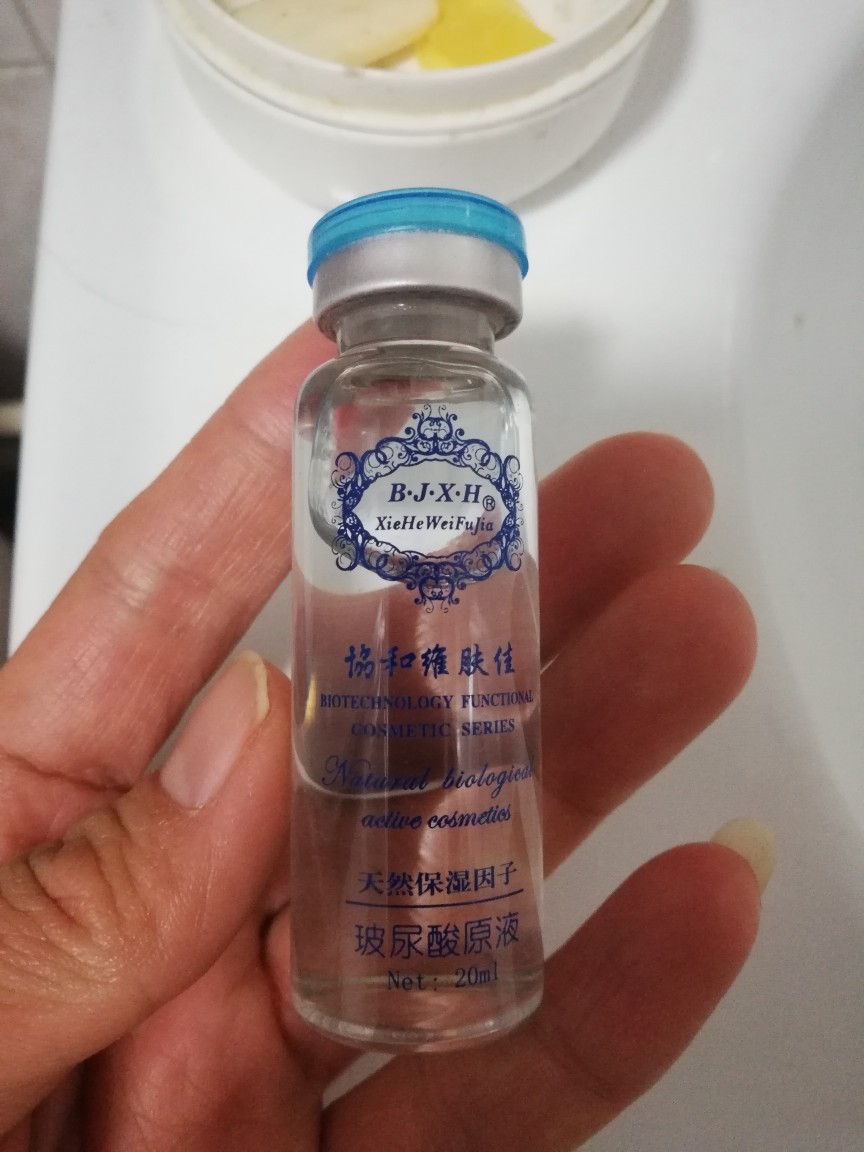 B·J·X·H®
XieHeWeiFuJia
協和维肤佳
BIOTECHNOLOGY FUNCTIONAL
COSMETIC SERIES
Natural biological
active cosmetics
天然保湿因子
玻尿酸原液
Net: 20ml